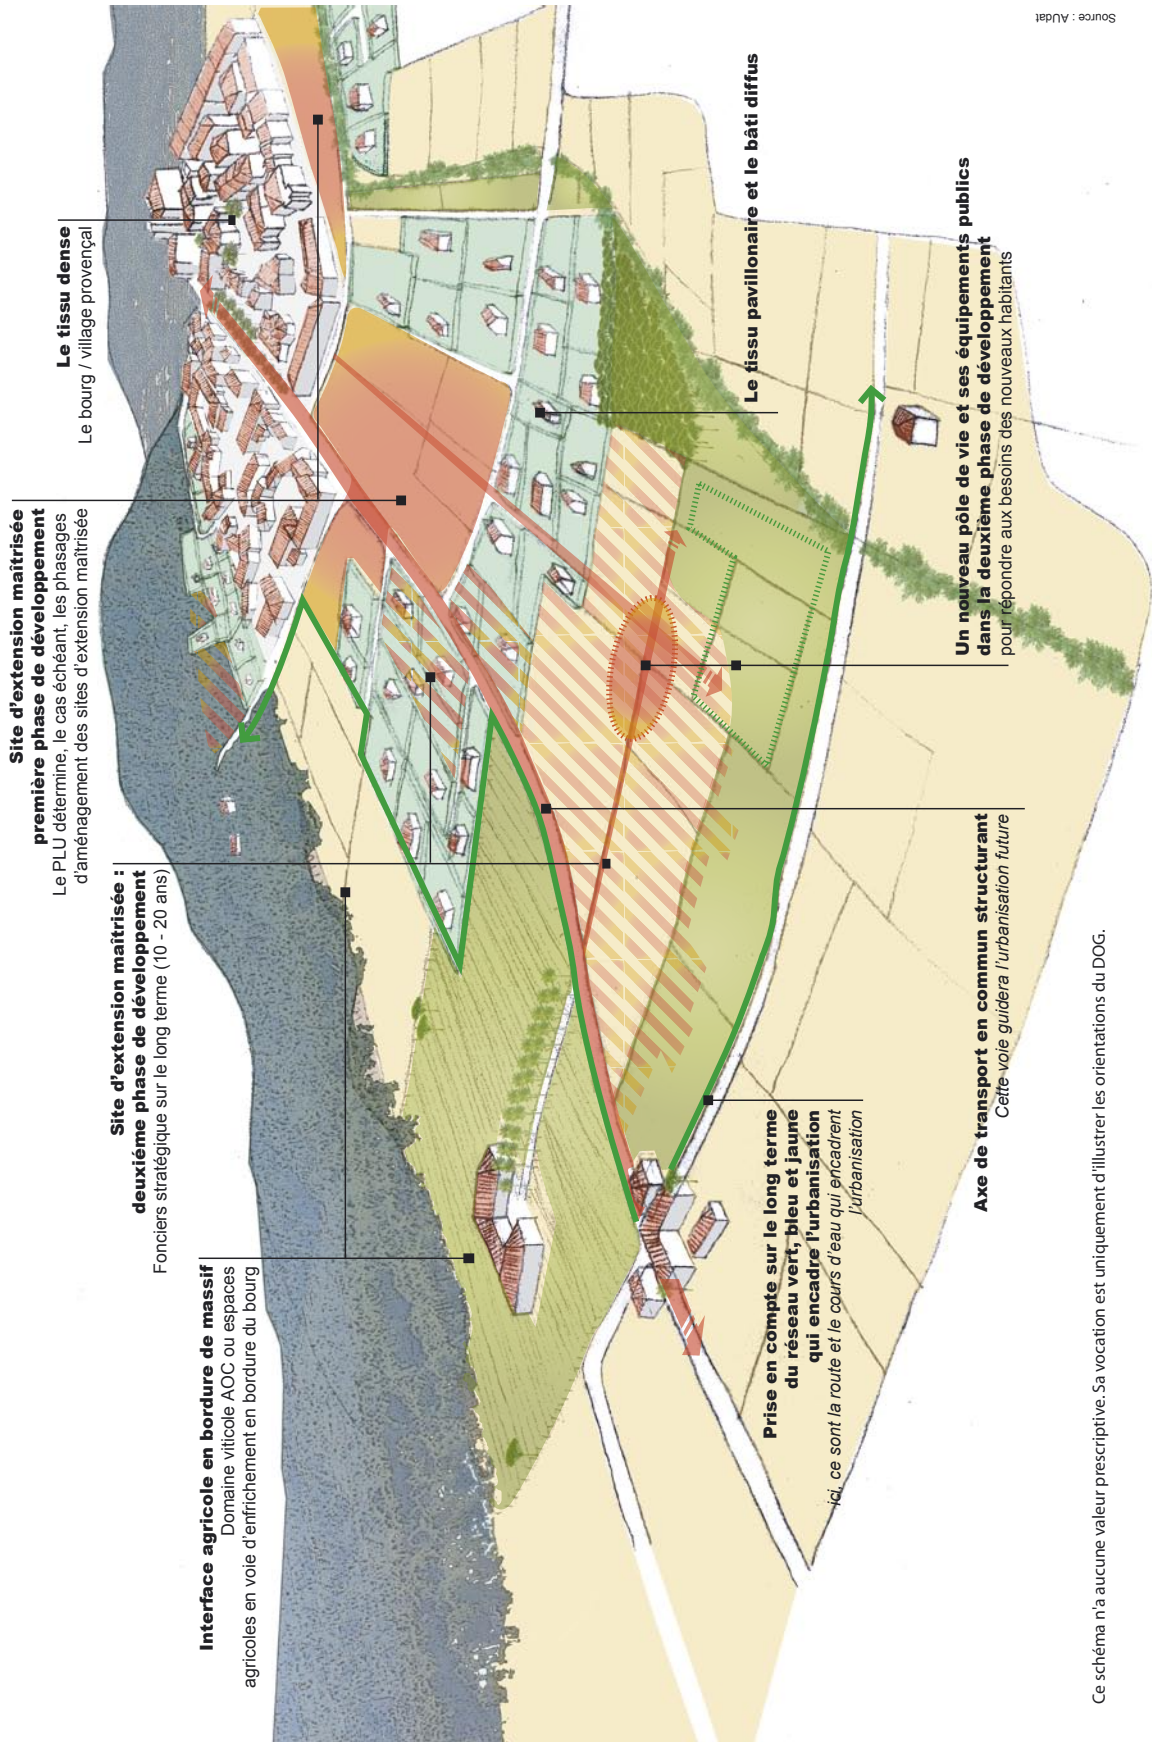 Interface agricole en bordure de massif
Domaine viticole AOC ou espaces
agricoles en voie d'enfrichement en bordure du bourg
Site d'extension maîtrisée :
deuxiéme phase de développement
Fonciers stratégique sur le long terme (10 - 20 ans)
Site d'extension maîtrisée
première phase de développement
Le PLU détermine, le cas échéant, les phasages
d'aménagement des sites d'extension maîtrisée
Le tissu dense
Le bourg / village provençal
Le tissu pavillonaire et le bâti diffus
Un nouveau pôle de vie et ses équipements publics
dans la deuxième phase de développement
pour répondre aux besoins des nouveaux habitants
Axe de transport en commun structurant
Cette voie guidera l'urbanisation future
Prise en compte sur le long terme
du réseau vert, bleu et jaune
qui encadre l'urbanisation
ici, ce sont la route et le cours d'eau qui encadrent
l'urbanisation
Ce schéma n'a aucune valeur prescriptive. Sa vocation est uniquement d'illustrer les orientations du DOG.
Source : AUdat